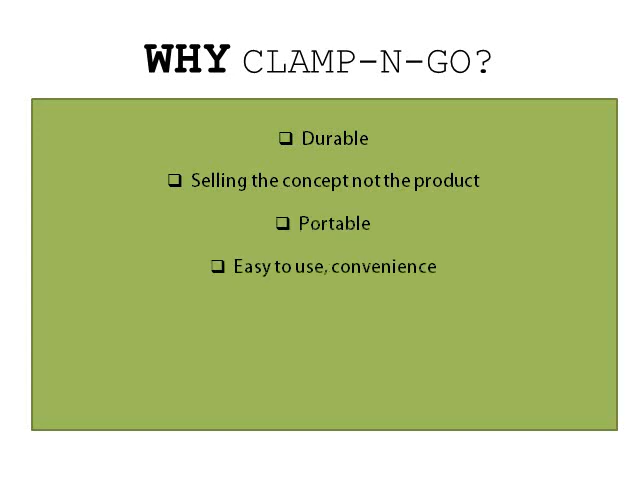 WHY CLAMP-N-GO?
❑ Durable
❑ Selling the concept not the product
❑ Portable
❑ Easy to use, convenience